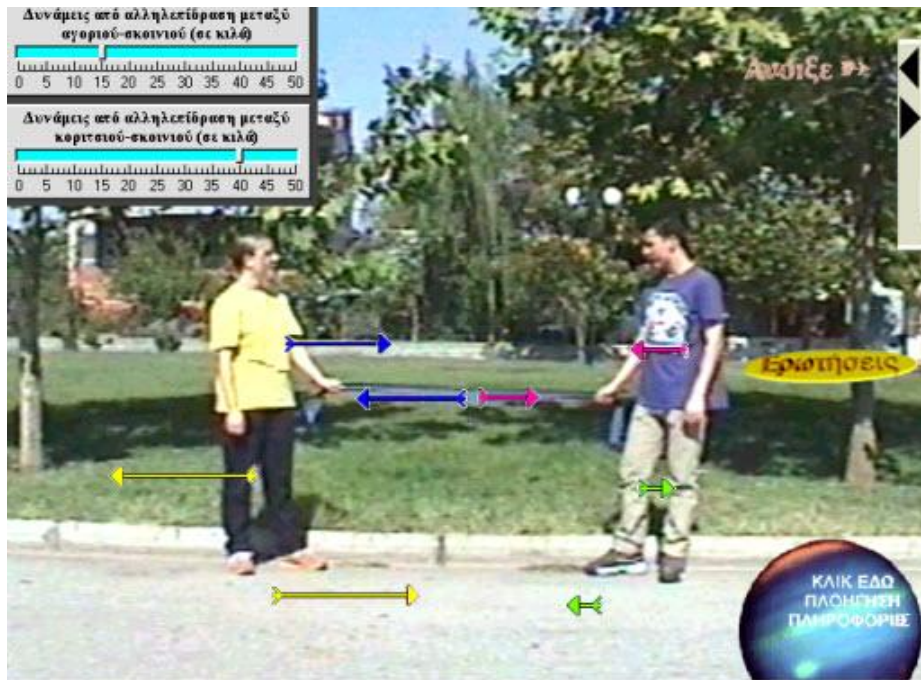 Δυνάμεις από αλληλεπίδραση μεταξύ
αγοριού-σκοινιού (σε κιλά)
0 5 10 15 20 25 30 35 40 45 50
Δυνάμεις από αλληλεπίδραση μεταξύ
κοριτσιού-σκοινιού (σε κιλά)
0 5 10 15 20 25 30 35 40 45 50
Άνοιξε
Ερωτήσεις
ΚΛΙΚ ΕΔΩ
ΠΛΟΗΓΗΣΗ
ΠΛΗΡΟΦΟΡΙΕΣ